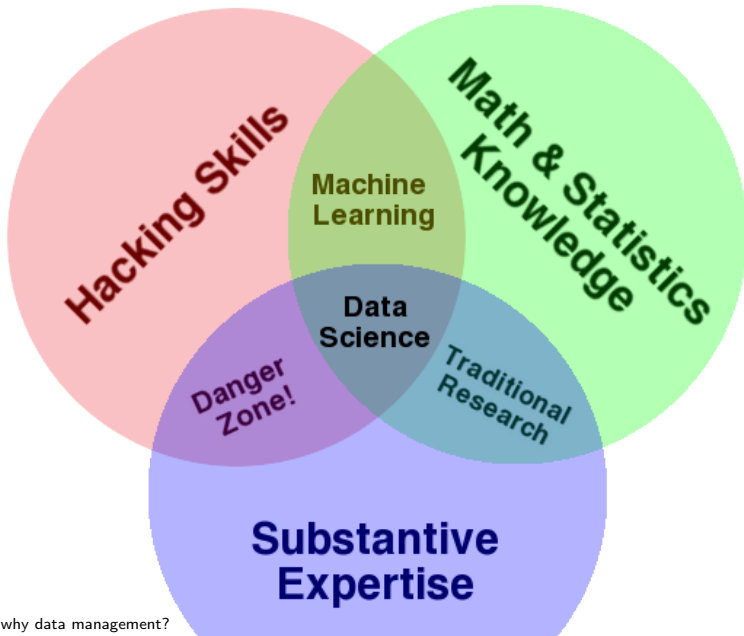 Hacking Skills
Math & Statistics
Knowledge
Machine
Learning
Data
Science
Danger
Zone!
Traditional
Research
Substantive
Expertise
why data management?